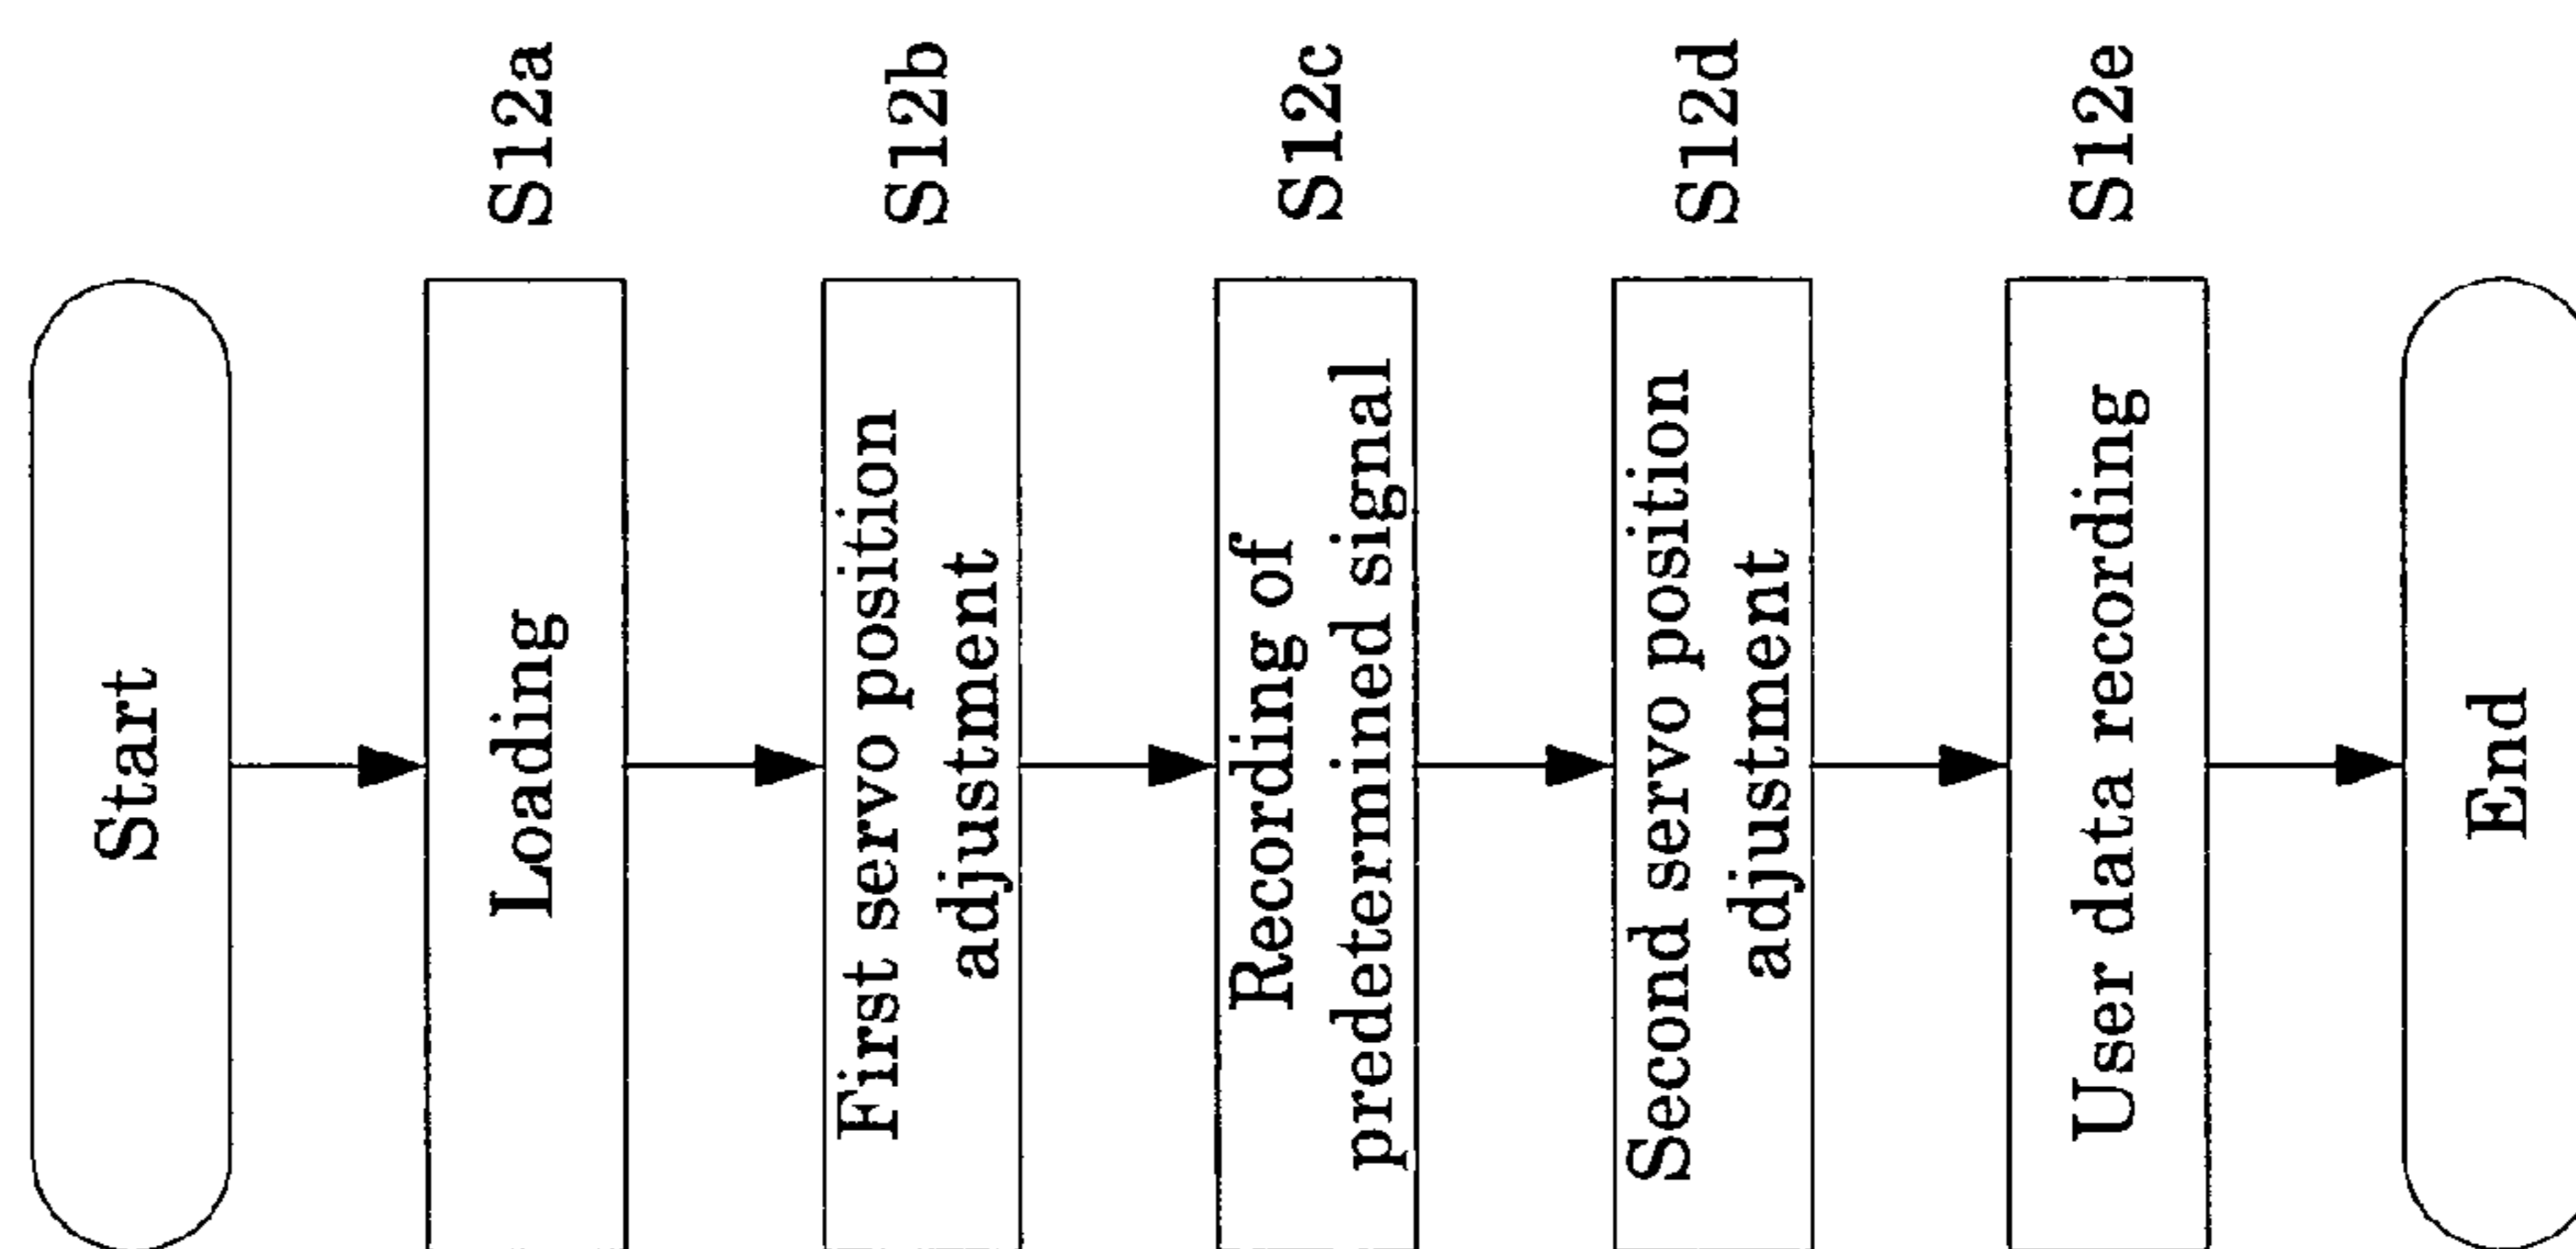 Start
Loading
S12a
First servo position
adjustment
S12b
Recording of
predetermined signal
S12c
Second servo position
adjustment
S12d
User data recording
S12e
End